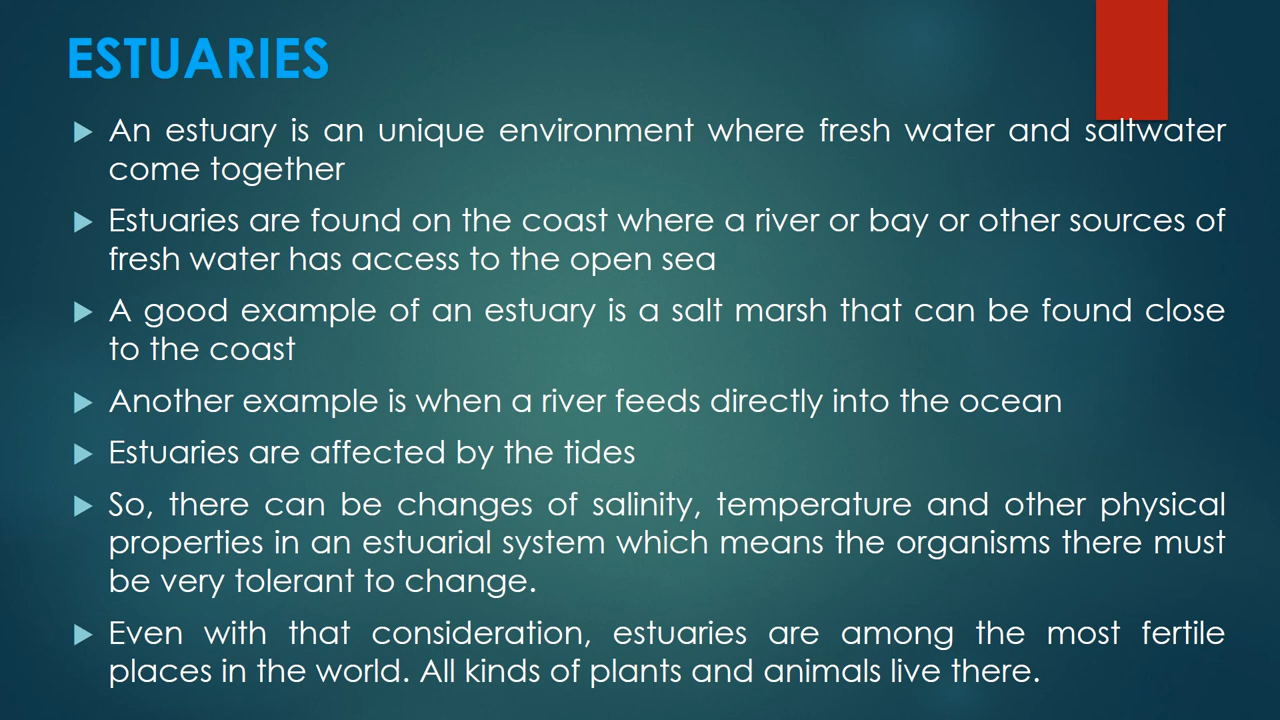 ESTUARIES
An estuary is an unique environment where fresh water and saltwater
come together
Estuaries are found on the coast where a river or bay or other sources of
fresh water has access to the open sea
A good example of an estuary is a salt marsh that can be found close
to the coast
Another example is when a river feeds directly into the ocean
Estuaries are affected by the tides
So, there can be changes of salinity, temperature and other physical
properties in an estuarial system which means the organisms there must
be very tolerant to change.
Even with that consideration, estuaries are among the most fertile
places in the world. All kinds of plants and animals live there.